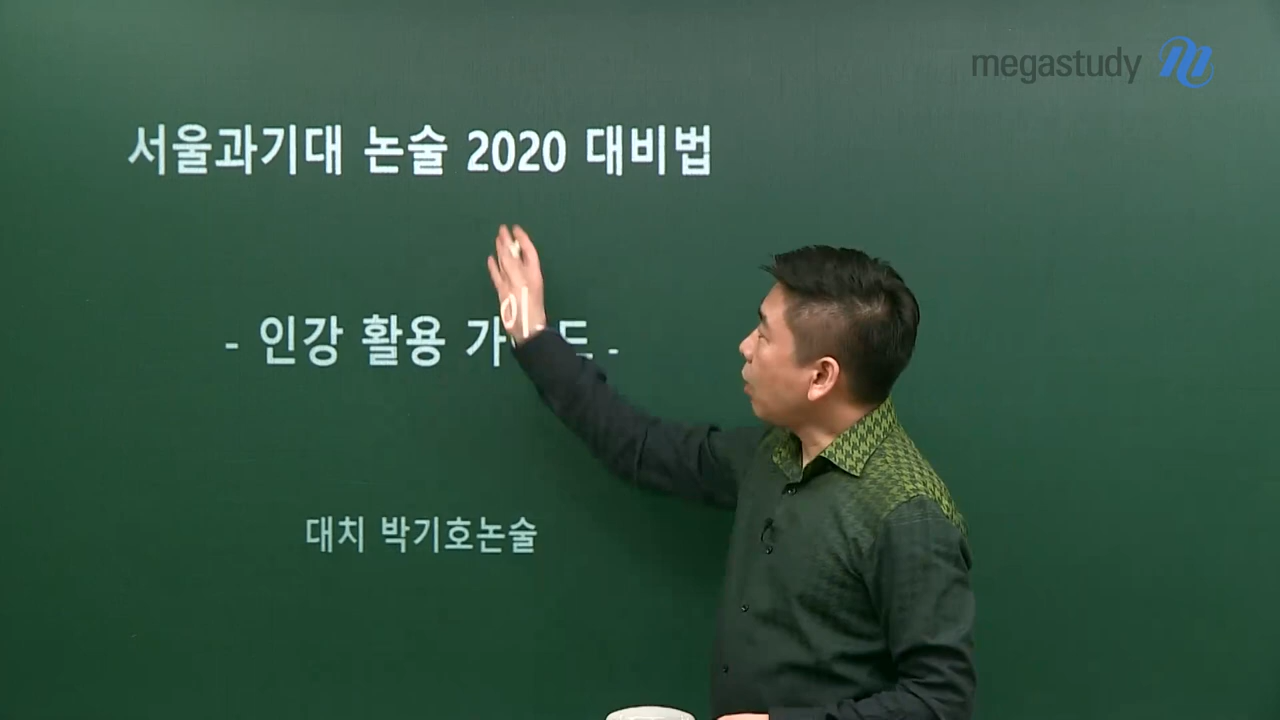 megastudy
서울과기대 논술 2020 대비법
- 인강 활용 가이드 -
대치 박기호논술